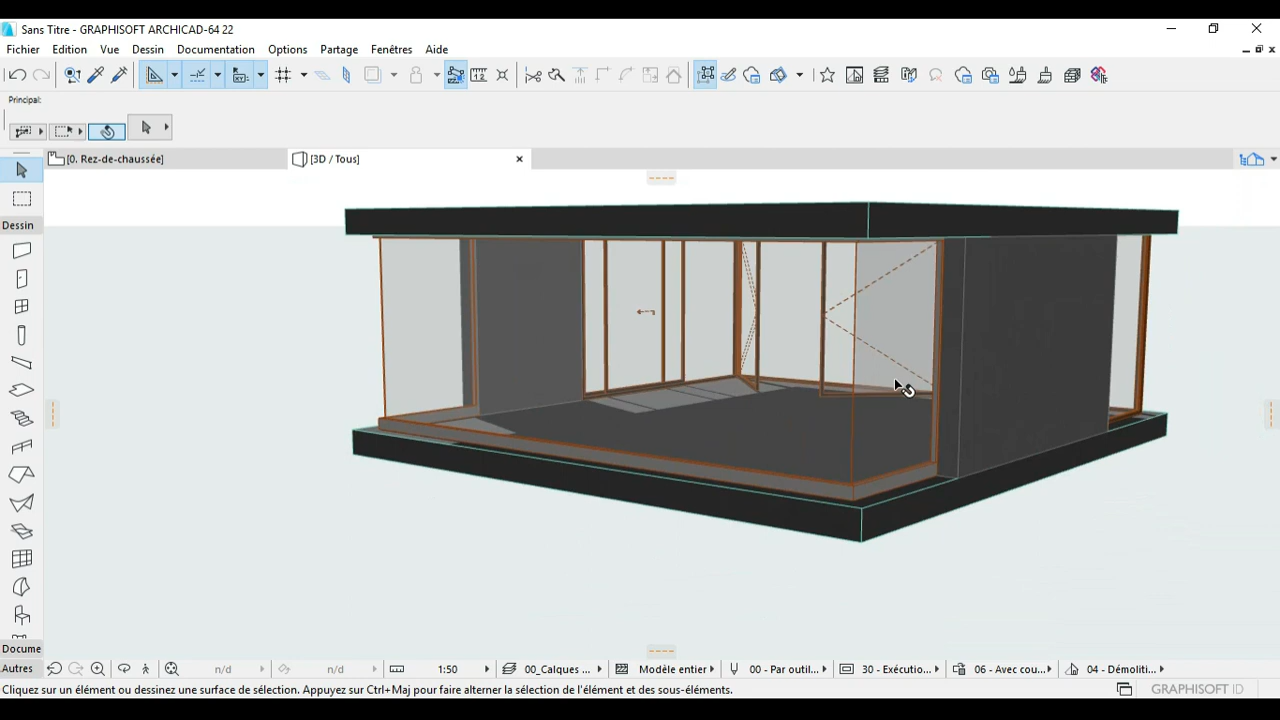 Sans Titre - GRAPHISOFT ARCHICAD-64 22
Fichier Edition Vue Dessin Documentation Options Partage Fenêtres Aide
Principal:
[0. Rez-de-chaussée] [3D / Tous]
Dessin
Docume
Autres n/d n/d 1:50 00_Calques ... Modèle entier 00 - Par outil... 30 - Exécutio... 06 - Avec cou... 04 - Démoliti...
Cliquez sur un élément ou dessinez une surface de sélection. Appuyez sur Ctrl+Maj pour faire alterner la sélection de l'élément et des sous-éléments. GRAPHISOFT ID